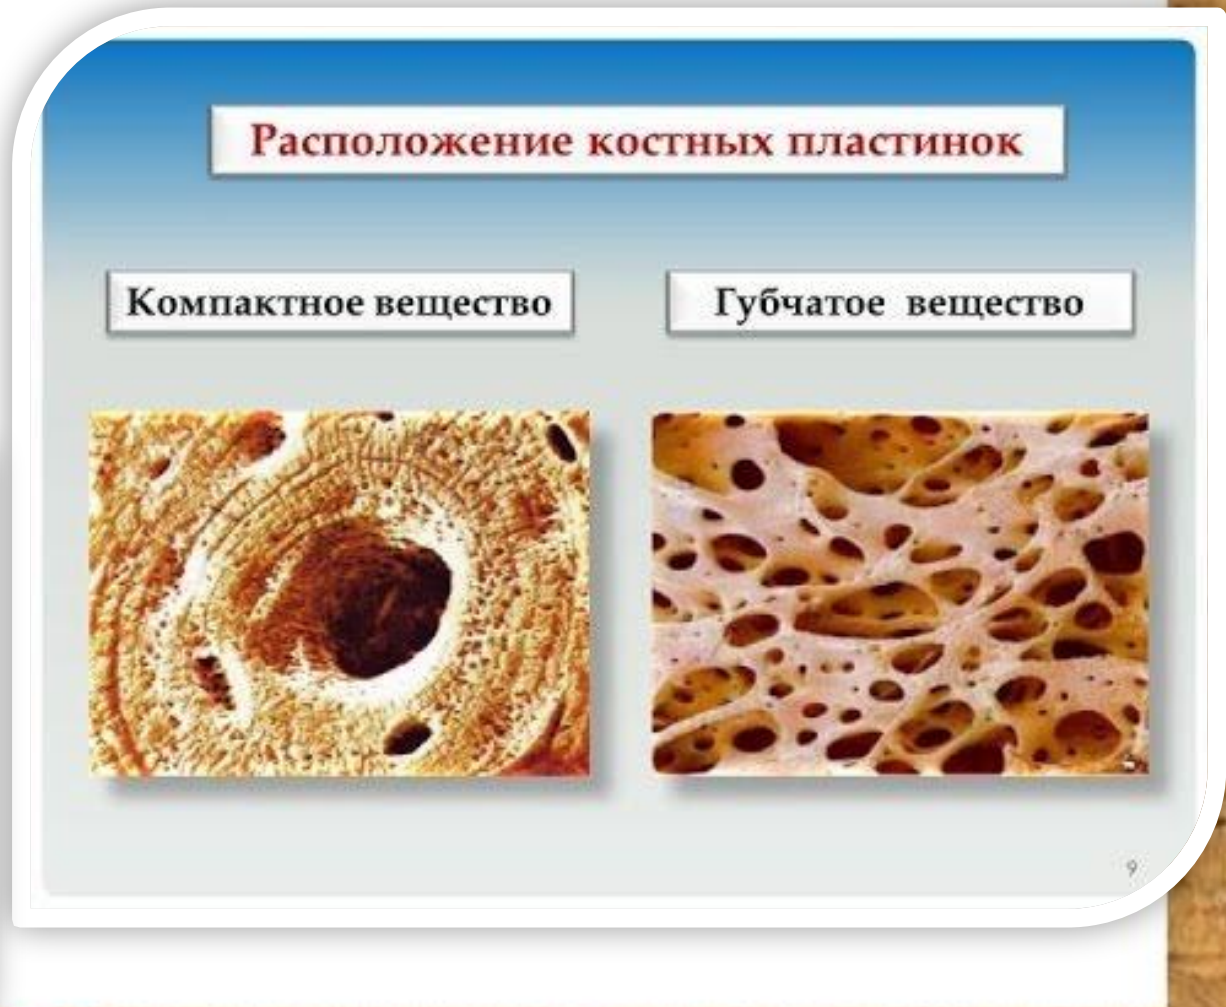 Расположение костных пластинок
Компактное вещество
Губчатое вещество
9